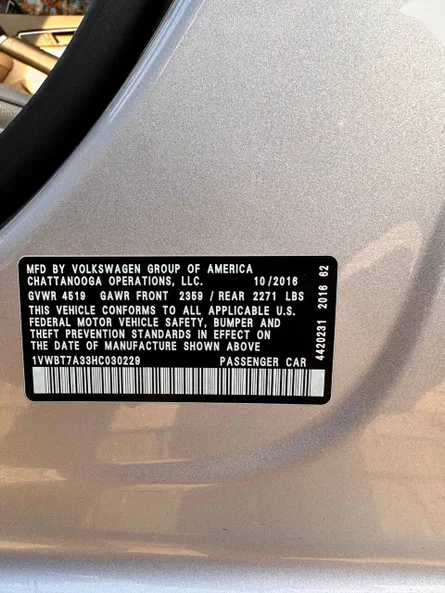 MFD BY VOLKSWAGEN GROUP OF AMERICA
CHATTANOOGA OPERATIONS, LLC. 10/2016
GVWR 4519 GAWR FRONT 2359 / REAR 2271 LBS
THIS VEHICLE CONFORMS TO ALL APPLICABLE U.S.
FEDERAL MOTOR VEHICLE SAFETY, BUMPER AND
THEFT PREVENTION STANDARDS IN EFFECT ON
THE DATE OF MANUFACTURE SHOWN ABOVE
1VWBT7A33HC030229 PASSENGER CAR
4420231 2016 62